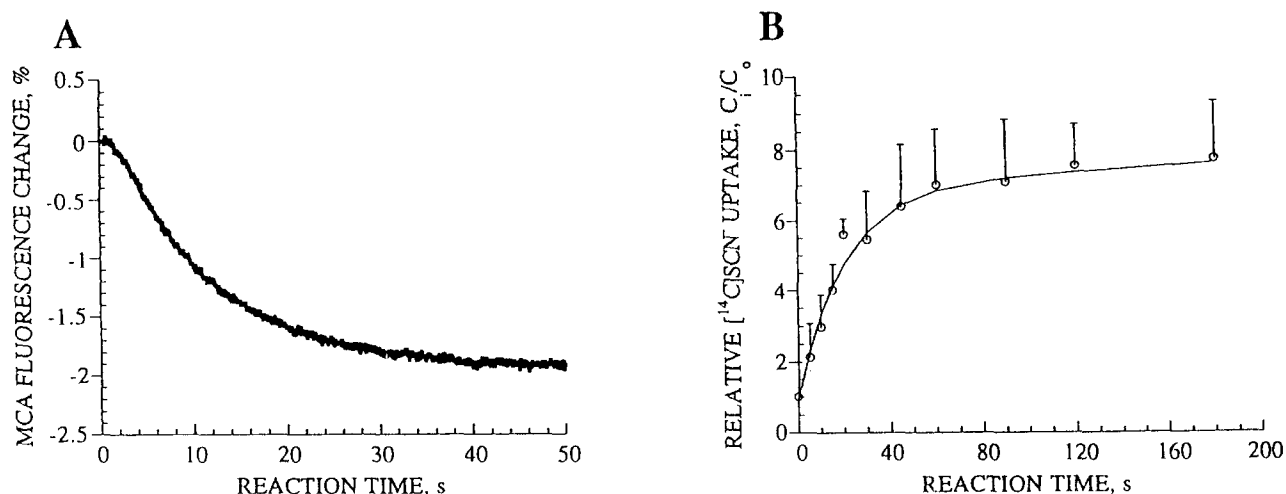 A
MCA FLUORESCENCE CHANGE, %
0.5
0
-0.5
-1
-1.5
-2
-2.5
0 10 20 30 40 50
REACTION TIME, s
B
RELATIVE [¹⁴C]SCN UPTAKE, Cᵢ/C°
10
8
6
4
2
0
0 40 80 120 160 200
REACTION TIME, s